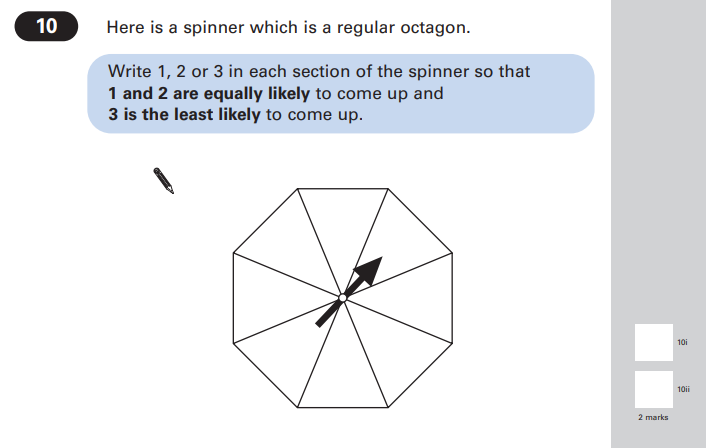 10
Here is a spinner which is a regular octagon.
Write 1, 2 or 3 in each section of the spinner so that
1 and 2 are equally likely to come up and
3 is the least likely to come up.
10i
10ii
2 marks